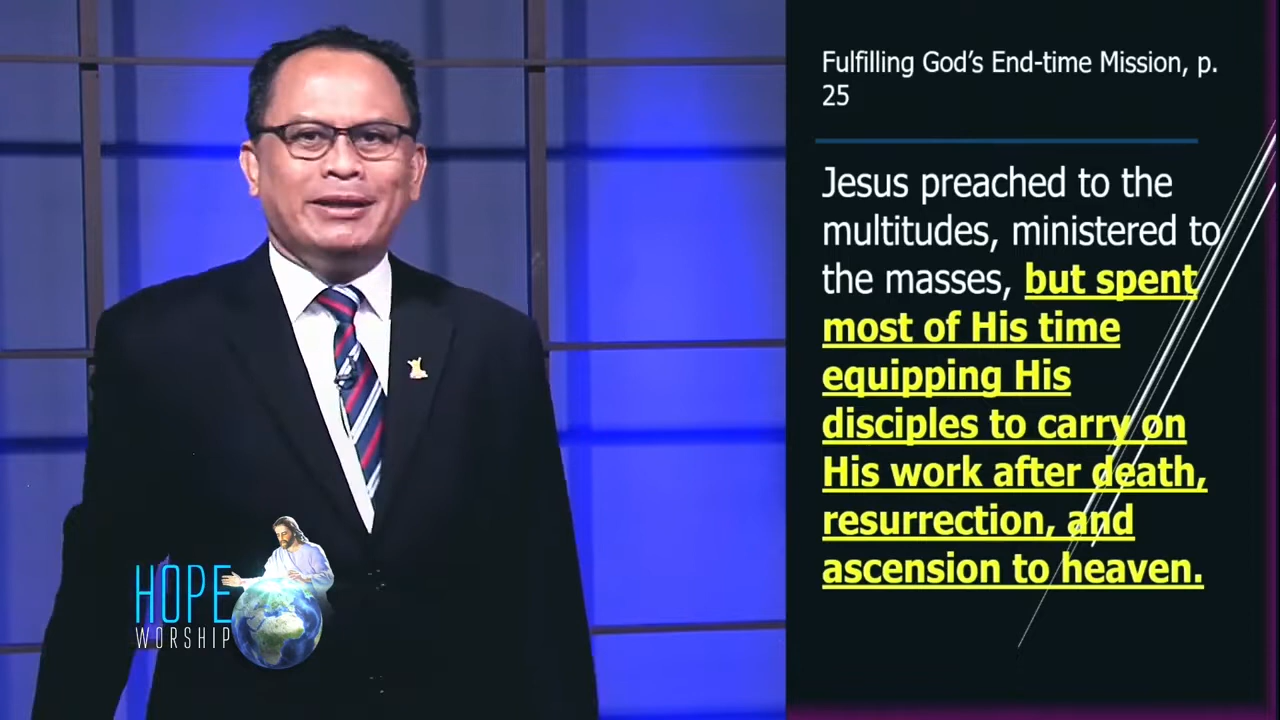 Fulfilling God's End-time Mission, p.
25
Jesus preached to the
multitudes, ministered to
the masses, but spent
most of His time
equipping His
disciples to carry on
His work after death,
resurrection, and
ascension to heaven.
HOPE
WORSHIP